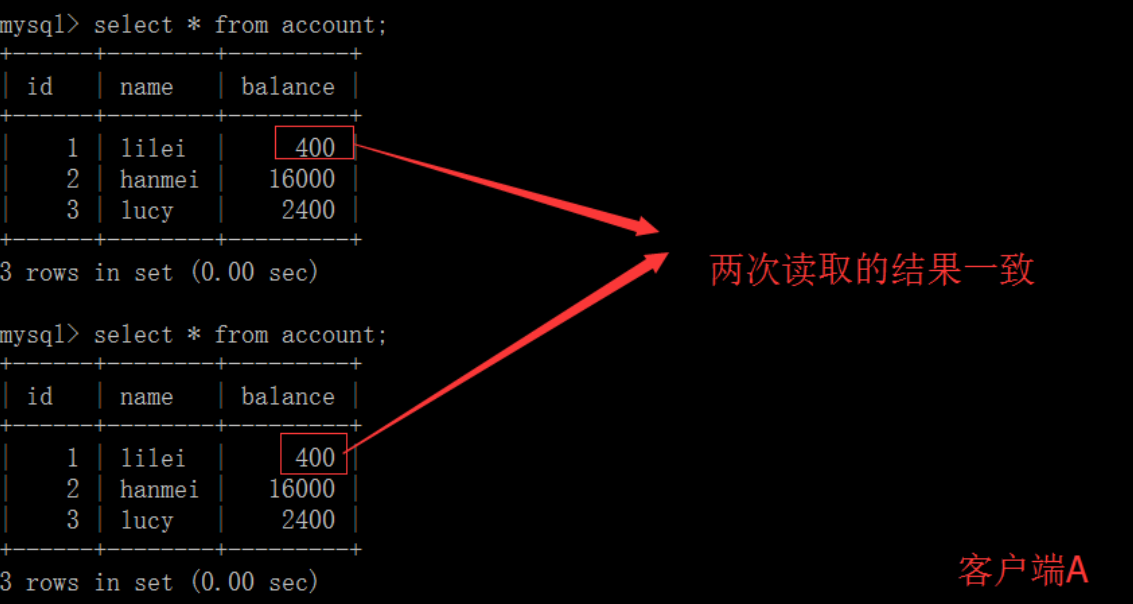 mysql> select * from account;
+------+--------+---------+
| id   | name   | balance |
+------+--------+---------+
|    1 | lilei  |     400 |
|    2 | hanmei |   16000 |
|    3 | lucy   |    2400 |
+------+--------+---------+
3 rows in set (0.00 sec)
两次读取的结果一致
mysql> select * from account;
+------+--------+---------+
| id   | name   | balance |
+------+--------+---------+
|    1 | lilei  |     400 |
|    2 | hanmei |   16000 |
|    3 | lucy   |    2400 |
+------+--------+---------+
3 rows in set (0.00 sec)
客户端A